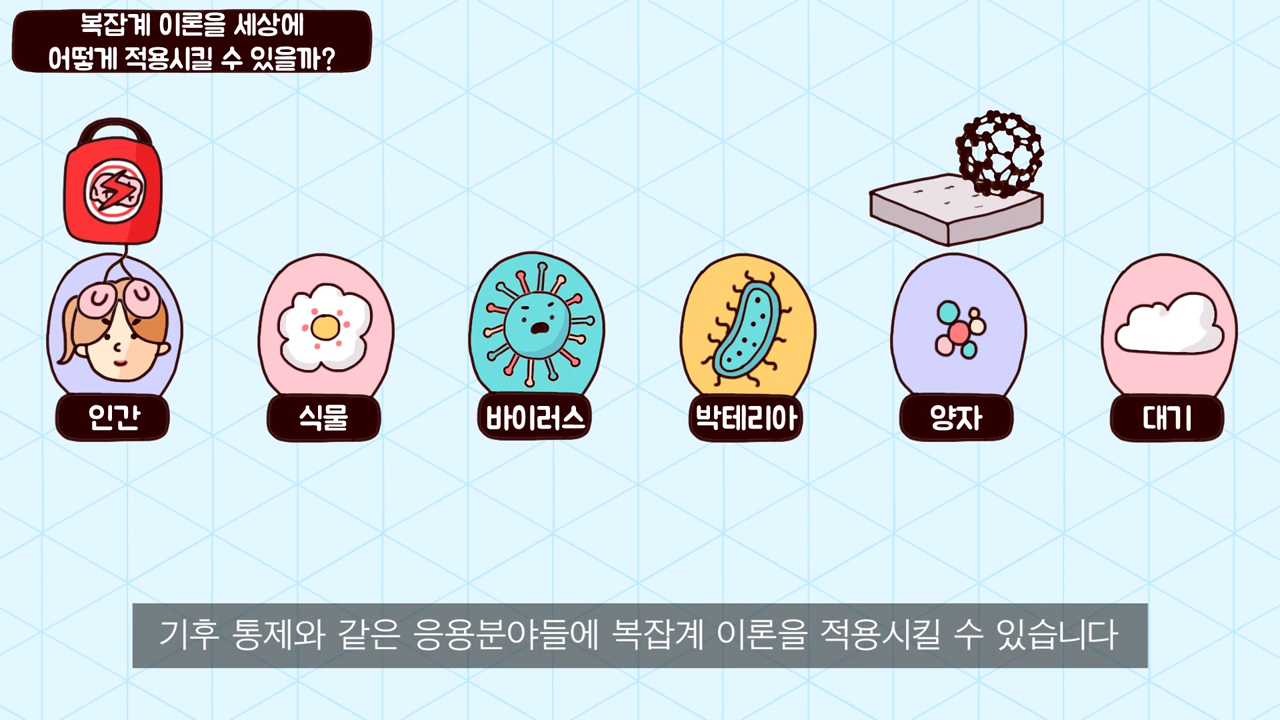 복잡계 이론을 세상에
어떻게 적용시킬 수 있을까?
인간
식물
바이러스
박테리아
양자
대기
기후 통제와 같은 응용분야들에 복잡계 이론을 적용시킬 수 있습니다